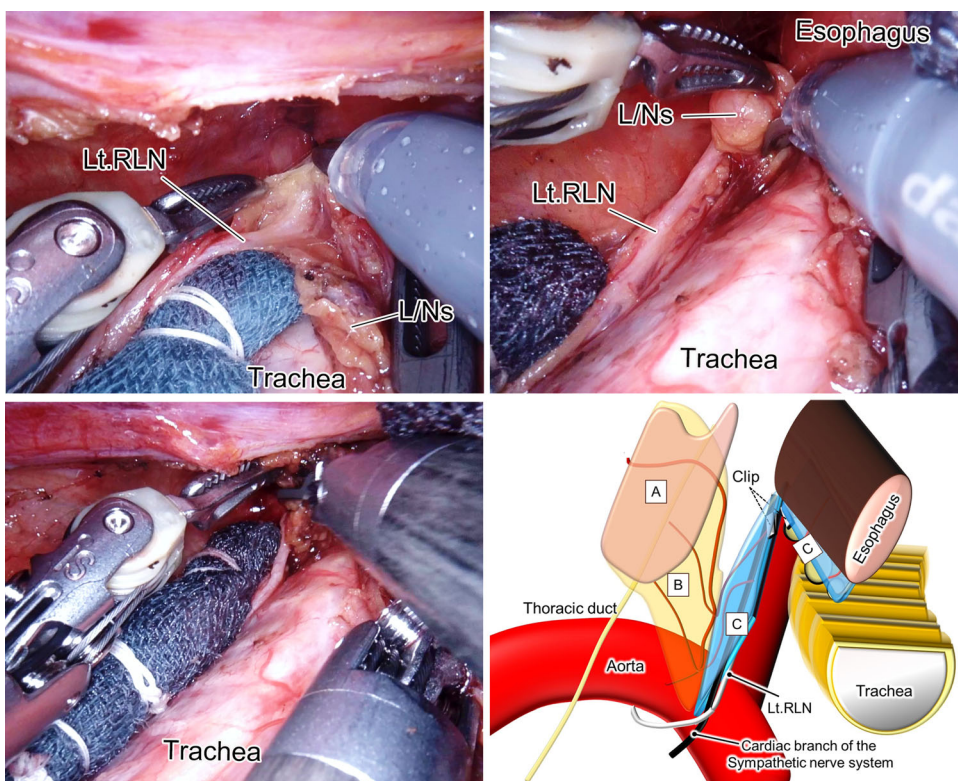 Lt.RLN
L/Ns
Trachea
Esophagus
L/Ns
Lt.RLN
Trachea
Trachea
A
Clip
Esophagus
C
B
Thoracic duct
C
Aorta
Trachea
Lt.RLN
Cardiac branch of the
Sympathetic nerve system